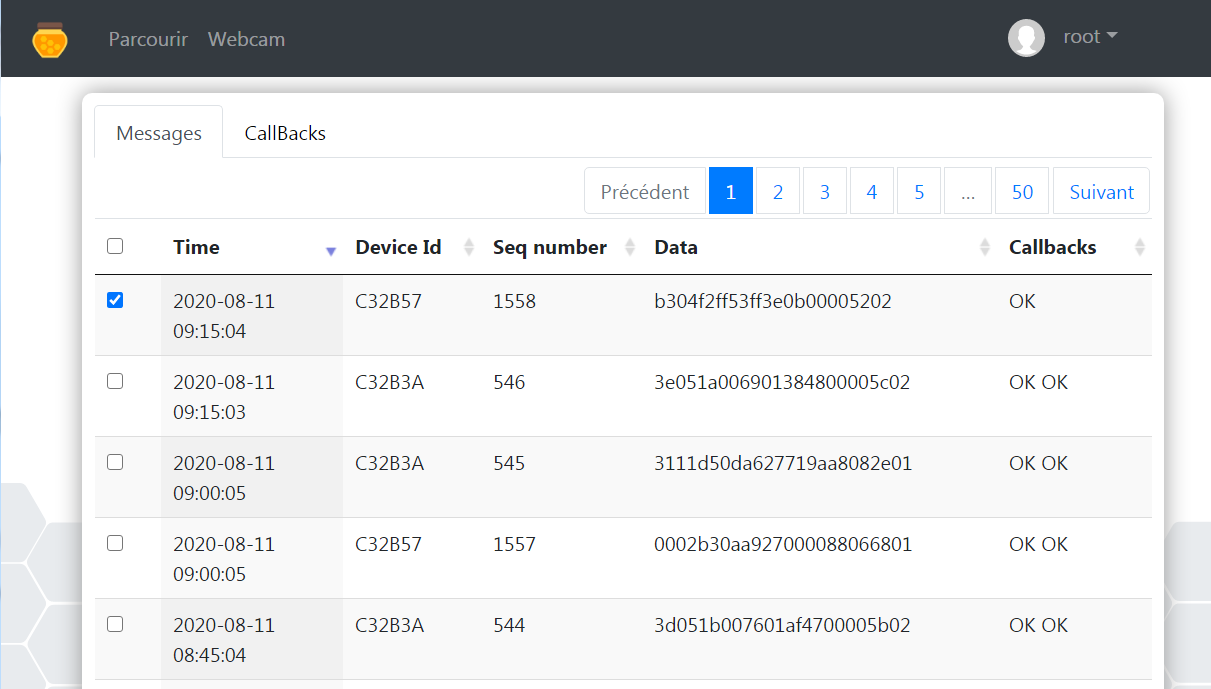 Parcourir Webcam root
Messages CallBacks
Précédent 1 2 3 4 5 ... 50 Suivant
Time Device Id Seq number Data Callbacks
2020-08-11 C32B57 1558 b304f2ff53ff3e0b00005202 OK
09:15:04
2020-08-11 C32B3A 546 3e051a006901384800005c02 OK OK
09:15:03
2020-08-11 C32B3A 545 3111d50da627719aa8082e01 OK OK
09:00:05
2020-08-11 C32B57 1557 0002b30aa927000088066801 OK OK
09:00:05
2020-08-11 C32B3A 544 3d051b007601af4700005b02 OK OK
08:45:04